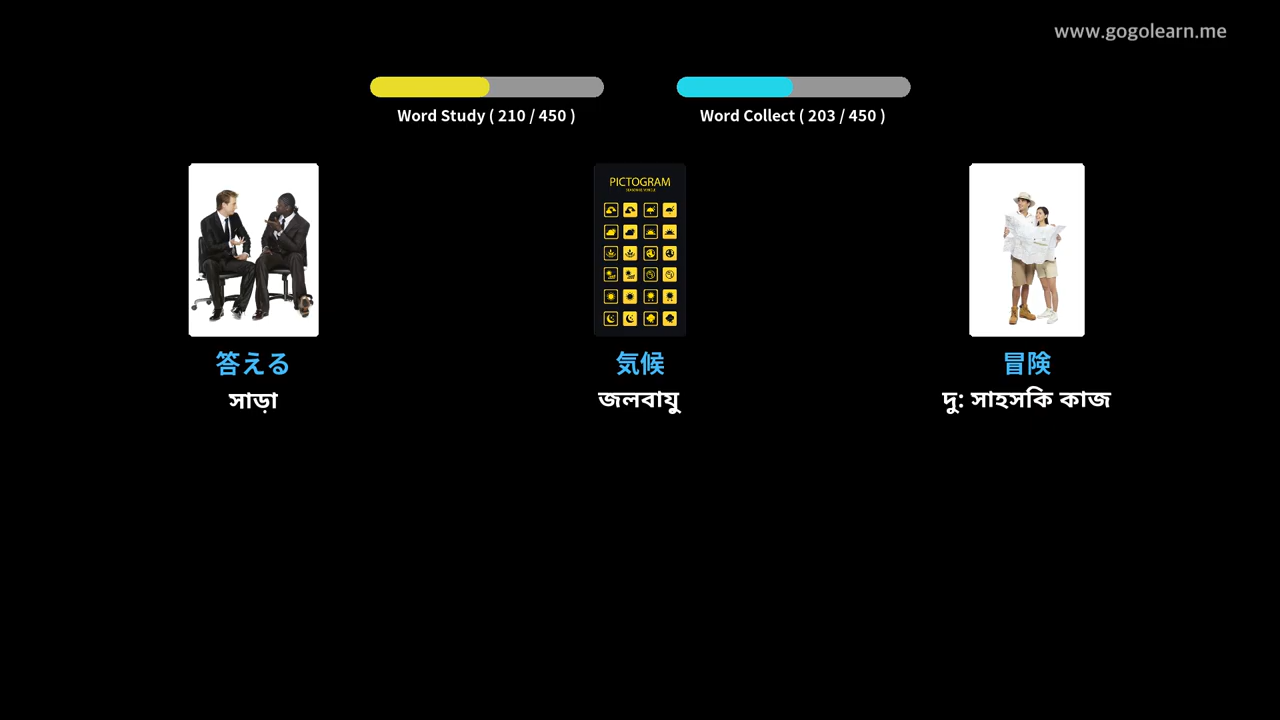 www.gogolearn.me
Word Study ( 210 / 450 )
Word Collect ( 203 / 450 )
PICTOGRAM
答える
気候
冒険
সাড়া
জলবাযু
দু: সাহসকি কাজ